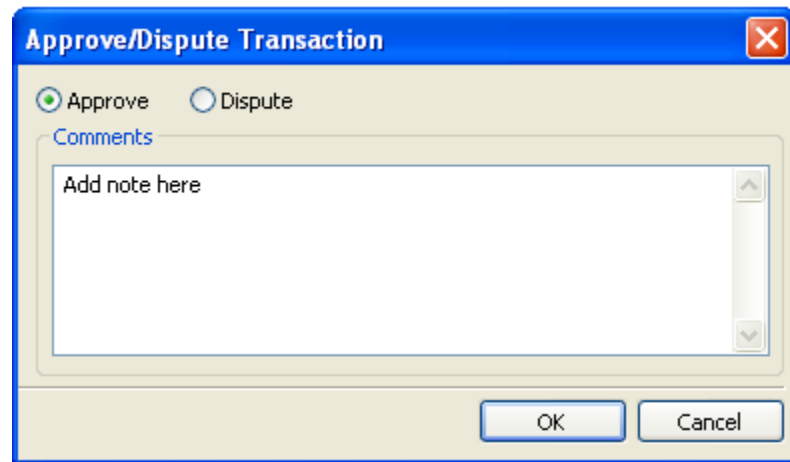 Approve/Dispute Transaction
Approve Dispute
Comments
Add note here
OK Cancel